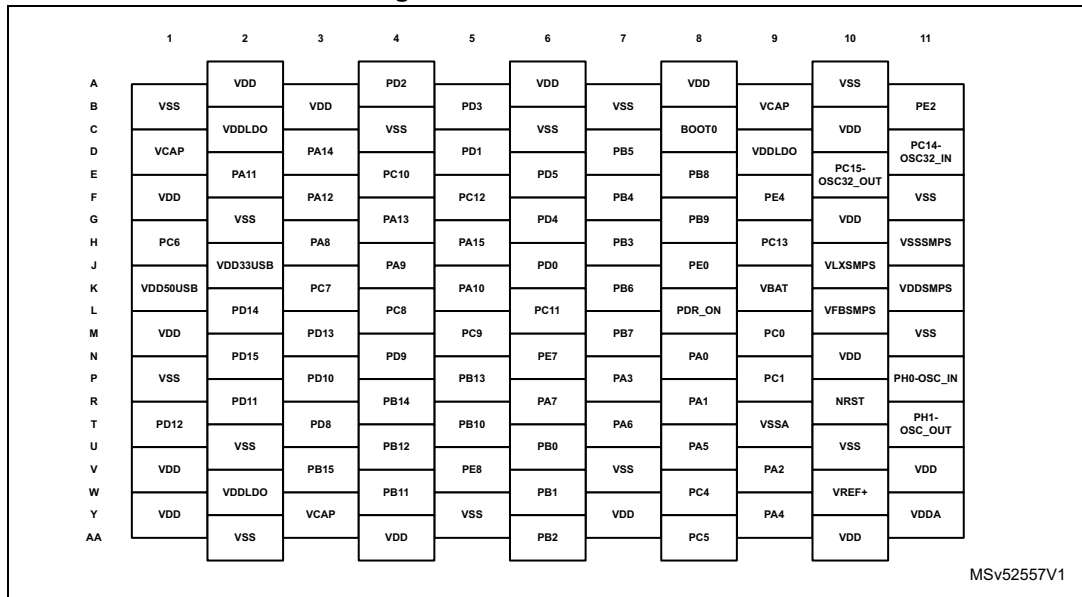 1 2 3 4 5 6 7 8 9 10 11
A VDD PD2 VDD VDD VSS
B VSS VDD PD3 VSS VCAP PE2
C VDDLDO VSS VSS BOOT0 VDD
D VCAP PA14 PD1 PB5 VDDLDO PC14-
OSC32_IN
E PA11 PC10 PD5 PB8 PC15-
OSC32_OUT
F VDD PA12 PC12 PB4 PE4 VSS
G VSS PA13 PD4 PB9 VDD
H PC6 PA8 PA15 PB3 PC13 VSSSMPS
J VDD33USB PA9 PD0 PE0 VLXSMPS
K VDD50USB PC7 PA10 PB6 VBAT VDDSMPS
L PD14 PC8 PC11 PDR_ON VFBSMPS
M VDD PD13 PC9 PB7 PC0 VSS
N PD15 PD9 PE7 PA0 VDD
P VSS PD10 PB13 PA3 PC1 PH0-OSC_IN
R PD11 PB14 PA7 PA1 NRST
T PD12 PD8 PB10 PA6 VSSA PH1-
OSC_OUT
U VSS PB12 PB0 PA5 VSS
V VDD PB15 PE8 VSS PA2 VDD
W VDDLDO PB11 PB1 PC4 VREF+
Y VDD VCAP VSS VDD PA4 VDDA
AA VSS VDD PB2 PC5 VDD
MSv52557V1